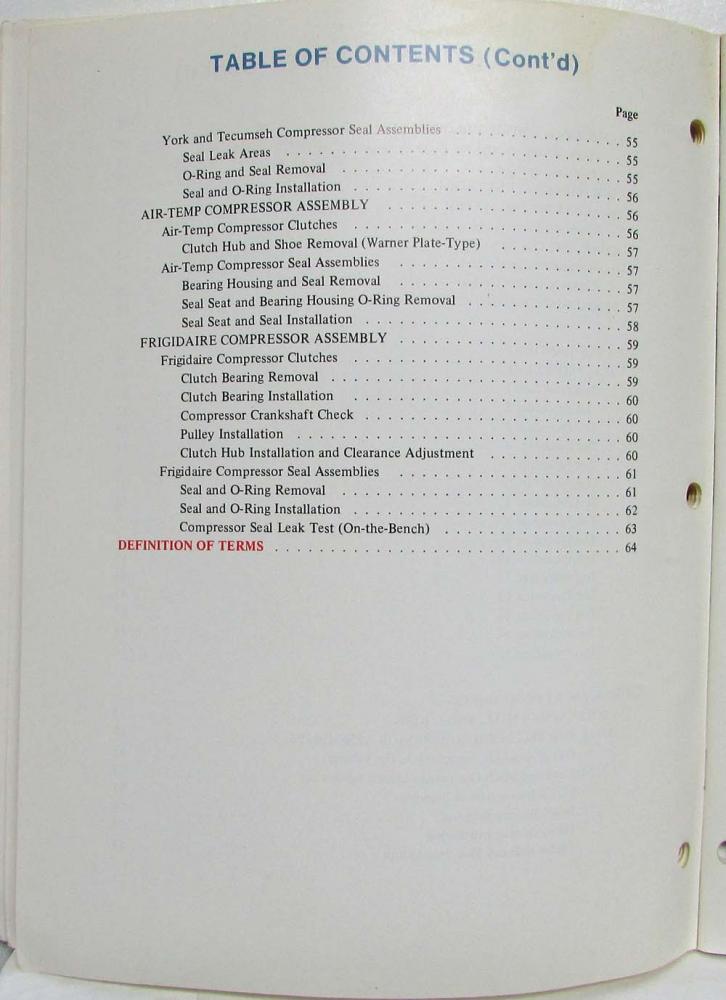 TABLE OF CONTENTS (Cont'd)
Page
York and Tecumseh Compressor Seal Assemblies . . . . . . . . . . . . 55
Seal Leak Areas . . . . . . . . . . . . 55
O-Ring and Seal Removal . . . . . . . . . . . . 55
Seal and O-Ring Installation . . . . . . . . . . . . 56
AIR-TEMP COMPRESSOR ASSEMBLY . . . . . . . . . . . . 56
Air-Temp Compressor Clutches . . . . . . . . . . . . 56
Clutch Hub and Shoe Removal (Warner Plate-Type) . . . . . . . . . . . . 57
Air-Temp Compressor Seal Assemblies . . . . . . . . . . . . 57
Bearing Housing and Seal Removal . . . . . . . . . . . . 57
Seal Seat and Bearing Housing O-Ring Removal . . . . . . . . . . . . 57
Seal Seat and Seal Installation . . . . . . . . . . . . 58
FRIGIDAIRE COMPRESSOR ASSEMBLY . . . . . . . . . . . . 59
Frigidaire Compressor Clutches . . . . . . . . . . . . 59
Clutch Bearing Removal . . . . . . . . . . . . 59
Clutch Bearing Installation . . . . . . . . . . . . 60
Compressor Crankshaft Check . . . . . . . . . . . . 60
Pulley Installation . . . . . . . . . . . . 60
Clutch Hub Installation and Clearance Adjustment . . . . . . . . . . . . 60
Frigidaire Compressor Seal Assemblies . . . . . . . . . . . . 61
Seal and O-Ring Removal . . . . . . . . . . . . 61
Seal and O-Ring Installation . . . . . . . . . . . . 62
Compressor Seal Leak Test (On-the-Bench) . . . . . . . . . . . . 63
DEFINITION OF TERMS . . . . . . . . . . . . 64